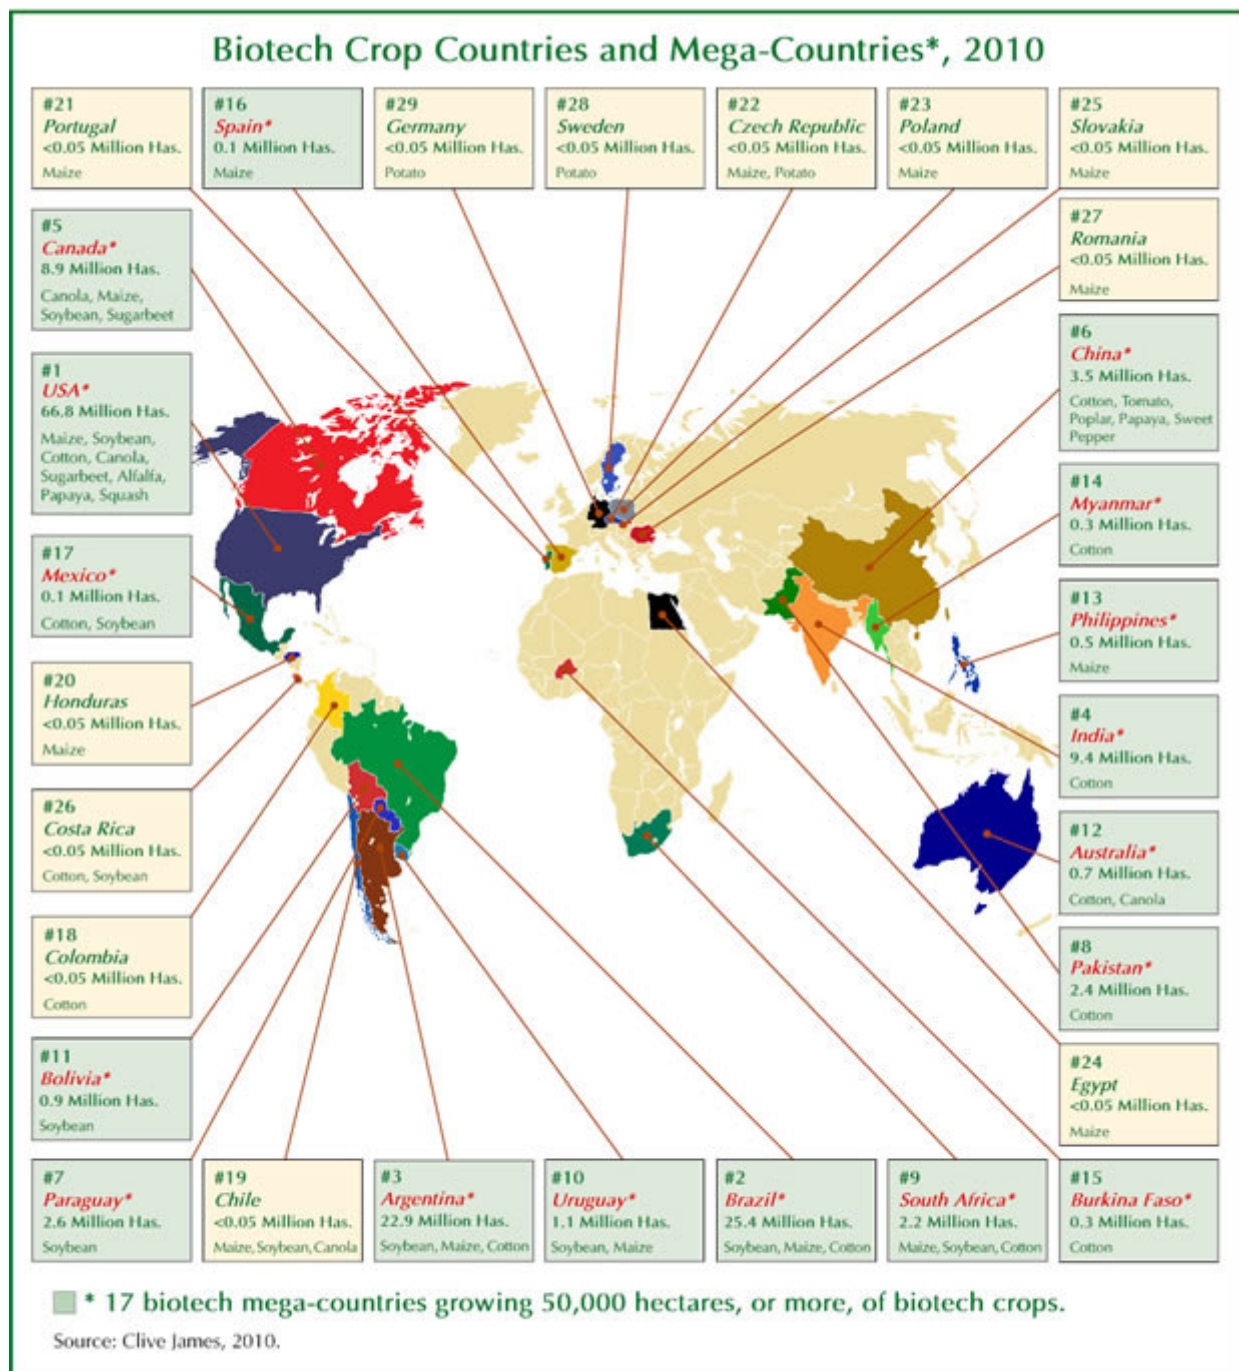 Biotech Crop Countries and Mega-Countries*, 2010
#21
Portugal
<0.05 Million Has.
Maize
#16
Spain*
0.1 Million Has.
Maize
#29
Germany
<0.05 Million Has.
Potato
#28
Sweden
<0.05 Million Has.
Potato
#22
Czech Republic
<0.05 Million Has.
Maize, Potato
#23
Poland
<0.05 Million Has.
Maize
#25
Slovakia
<0.05 Million Has.
Maize
#5
Canada*
8.9 Million Has.
Canola, Maize,
Soybean, Sugarbeet
#27
Romania
<0.05 Million Has.
Maize
#1
USA*
66.8 Million Has.
Maize, Soybean,
Cotton, Canola,
Sugarbeet, Alfalfa,
Papaya, Squash
#6
China*
3.5 Million Has.
Cotton, Tomato,
Poplar, Papaya, Sweet
Pepper
#14
Myanmar*
0.3 Million Has.
Cotton
#17
Mexico*
0.1 Million Has.
Cotton, Soybean
#13
Philippines*
0.5 Million Has.
Maize
#20
Honduras
<0.05 Million Has.
Maize
#4
India*
9.4 Million Has.
Cotton
#26
Costa Rica
<0.05 Million Has.
Cotton, Soybean
#12
Australia*
0.7 Million Has.
Cotton, Canola
#18
Colombia
<0.05 Million Has.
Cotton
#8
Pakistan*
2.4 Million Has.
Cotton
#11
Bolivia*
0.9 Million Has.
Soybean
#24
Egypt
<0.05 Million Has.
Maize
#7
Paraguay*
2.6 Million Has.
Soybean
#19
Chile
<0.05 Million Has.
Maize, Soybean, Canola
#3
Argentina*
22.9 Million Has.
Soybean, Maize, Cotton
#10
Uruguay*
1.1 Million Has.
Soybean, Maize
#2
Brazil*
25.4 Million Has.
Soybean, Maize, Cotton
#9
South Africa*
2.2 Million Has.
Maize, Soybean, Cotton
#15
Burkina Faso*
0.3 Million Has.
Cotton
* 17 biotech mega-countries growing 50,000 hectares, or more, of biotech crops.
Source: Clive James, 2010.